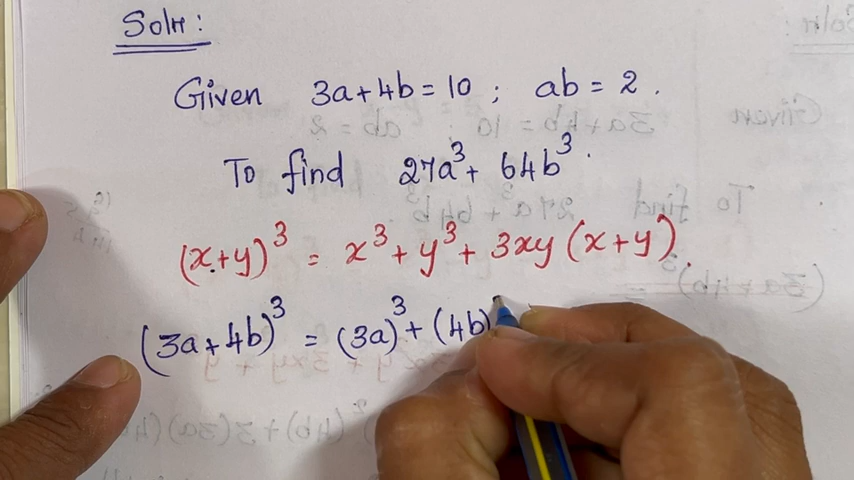 Soln :
Given 3a+4b = 10 ; ab = 2 .
To find 27a³ + 64b³ .
(x+y)³ = x³ + y³ + 3xy (x+y) .
(3a+4b)³ = (3a)³ + (4b)